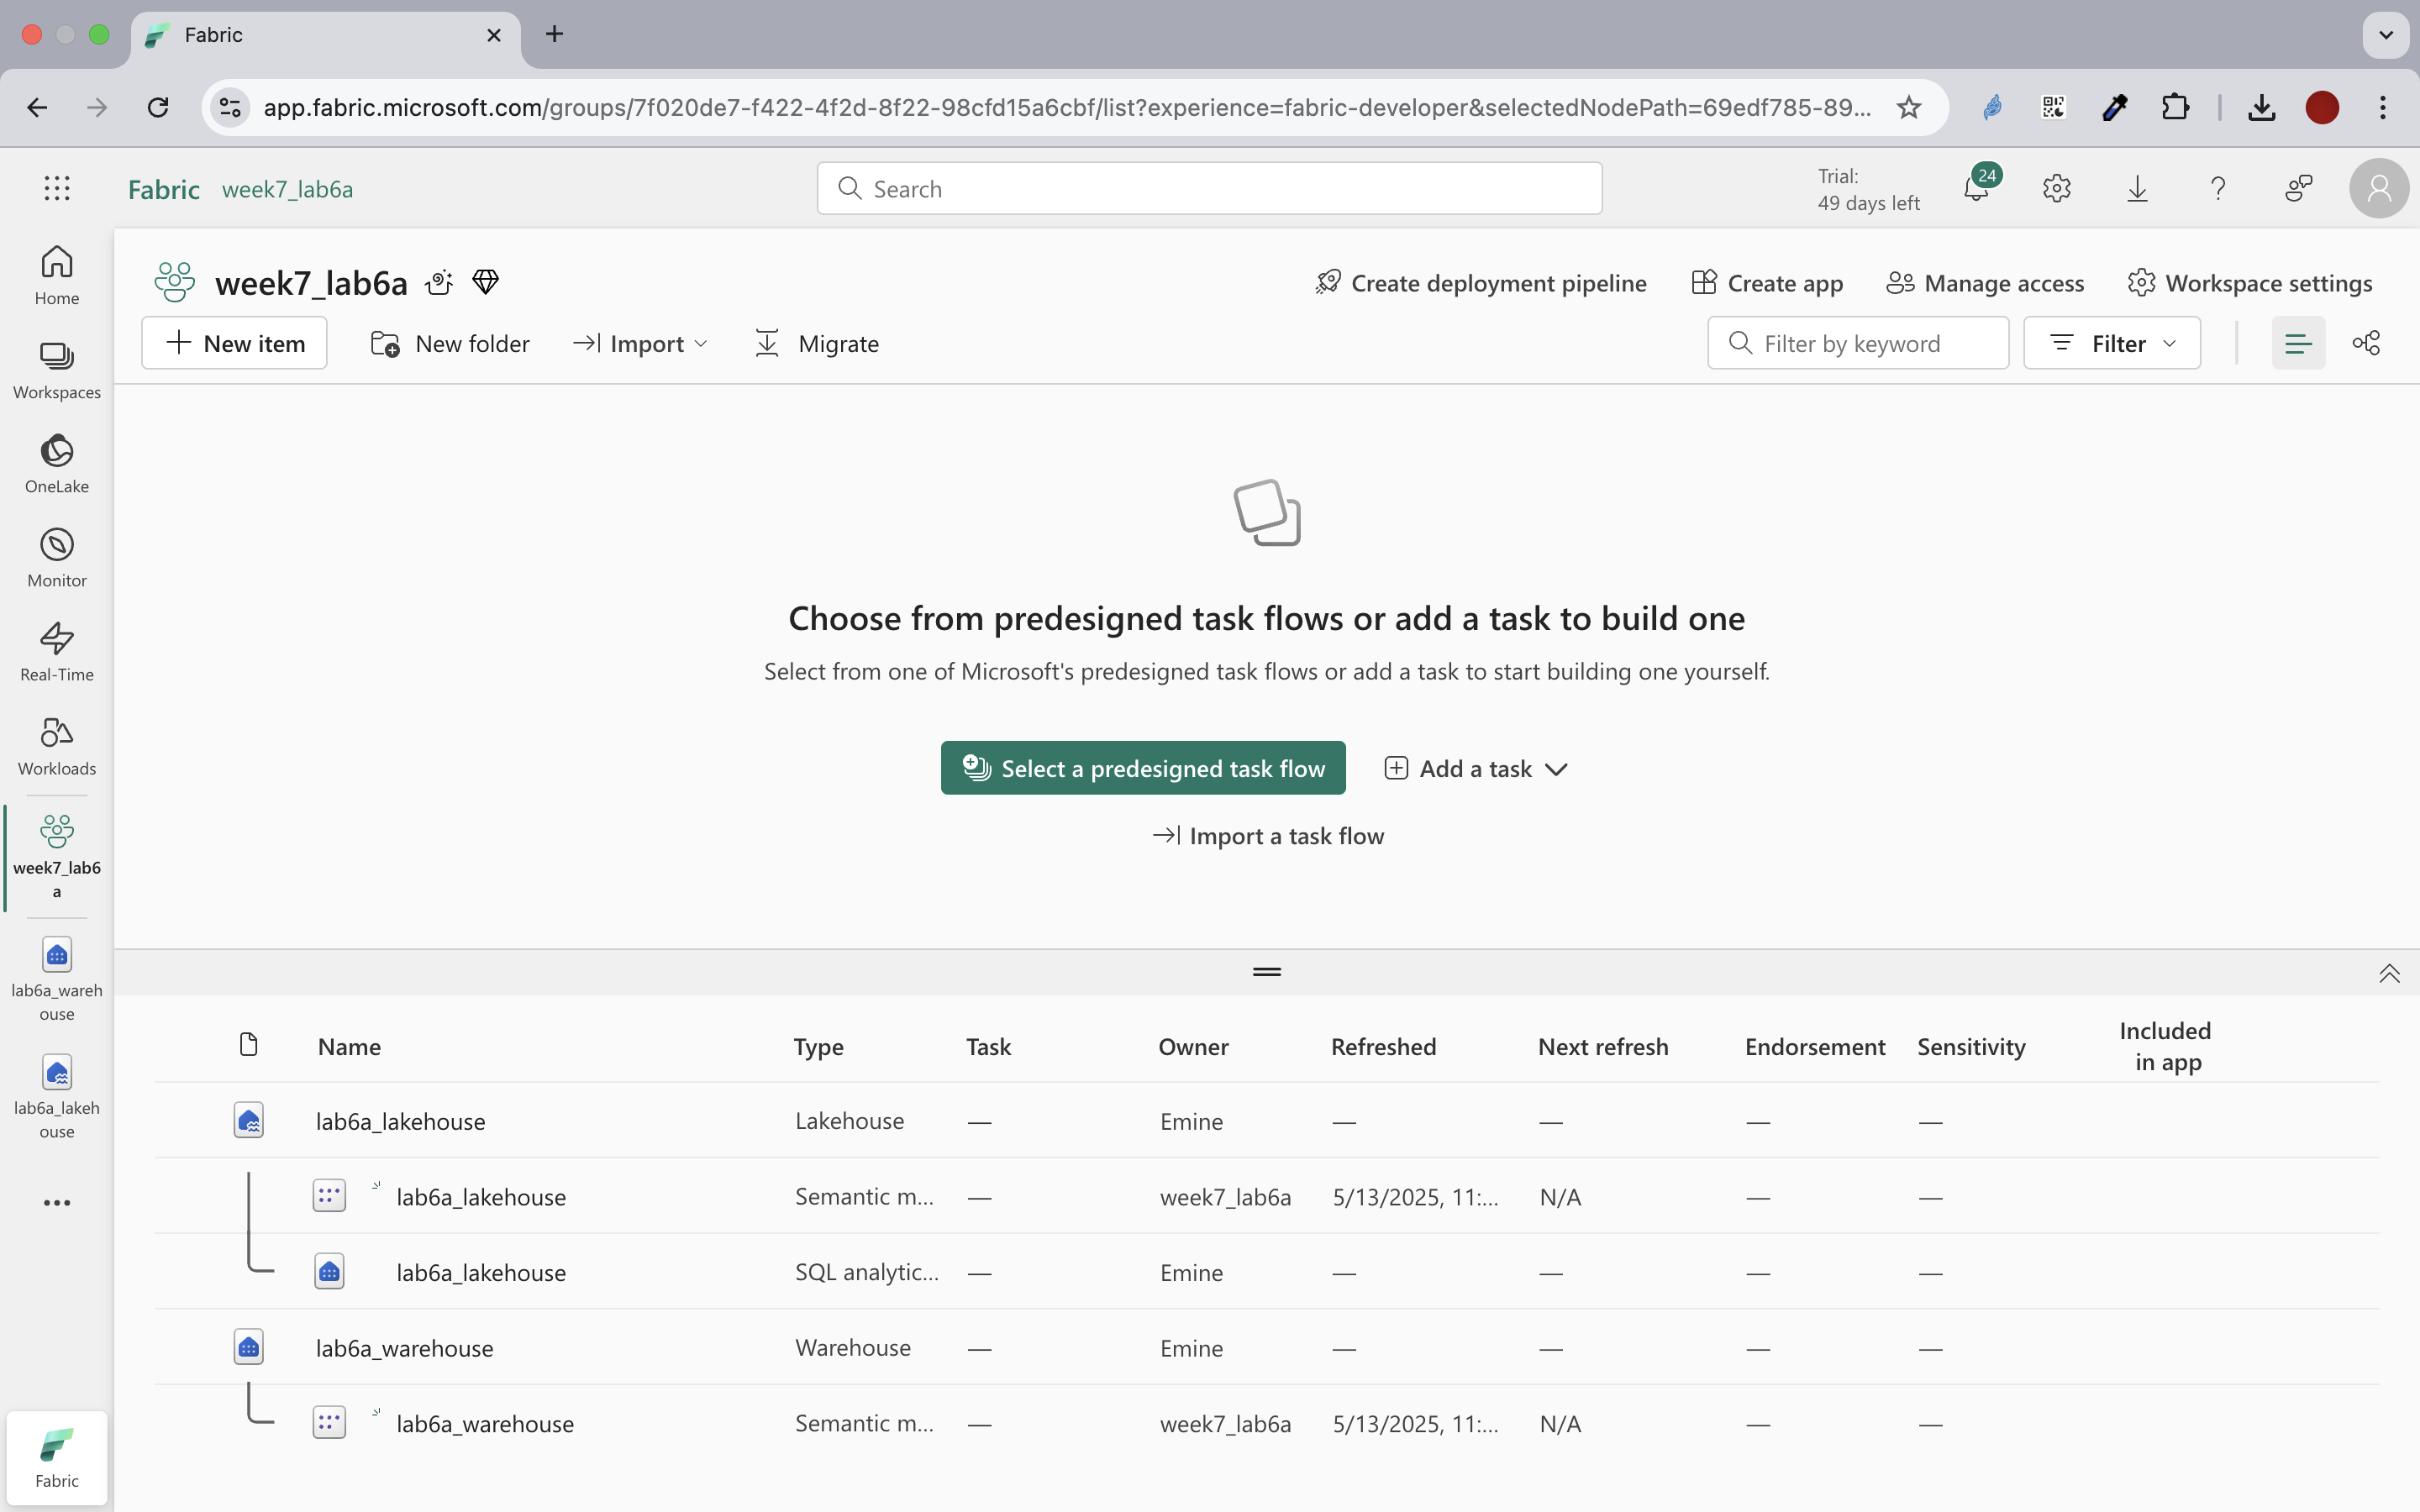 Fabric
app.fabric.microsoft.com/groups/7f020de7-f422-4f2d-8f22-98cfd15a6cbf/list?experience=fabric-developer&selectedNodePath=69edf785-89...
Fabric week7_lab6a
Search
Trial:
49 days left
24
Home
Workspaces
OneLake
Monitor
Real-Time
Workloads
week7_lab6
a
lab6a_wareh
ouse
lab6a_lakeh
ouse
Fabric
week7_lab6a
Create deployment pipeline Create app Manage access Workspace settings
New item New folder Import Migrate
Filter by keyword Filter
Choose from predesigned task flows or add a task to build one
Select from one of Microsoft's predesigned task flows or add a task to start building one yourself.
Select a predesigned task flow Add a task
Import a task flow
Name Type Task Owner Refreshed Next refresh Endorsement Sensitivity Included
in app
lab6a_lakehouse Lakehouse — Emine — — — —
lab6a_lakehouse Semantic m... — week7_lab6a 5/13/2025, 11:... N/A — —
lab6a_lakehouse SQL analytic... — Emine — — — —
lab6a_warehouse Warehouse — Emine — — — —
lab6a_warehouse Semantic m... — week7_lab6a 5/13/2025, 11:... N/A — —